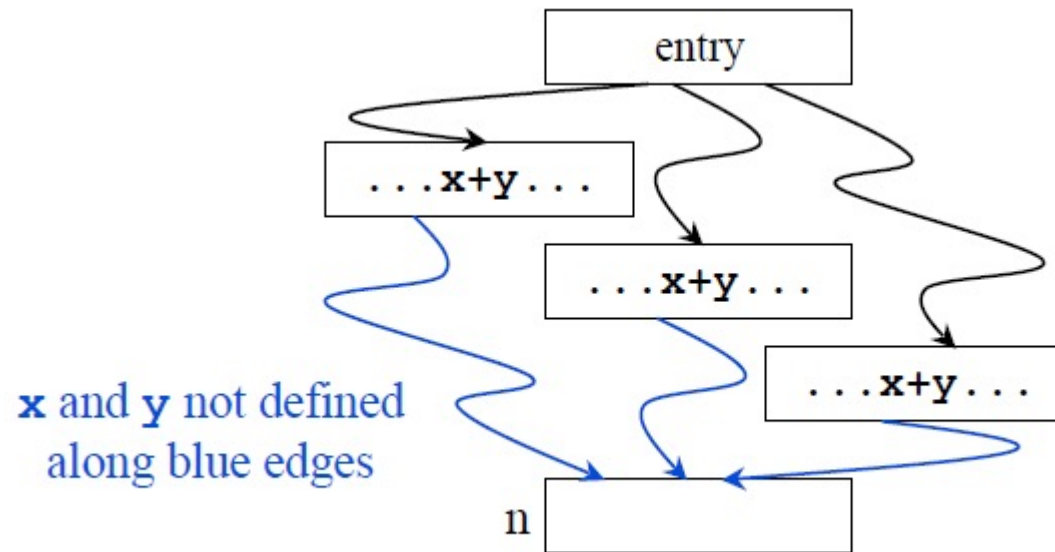 entry
...x+y...
...x+y...
...x+y...
x and y not defined
along blue edges
n